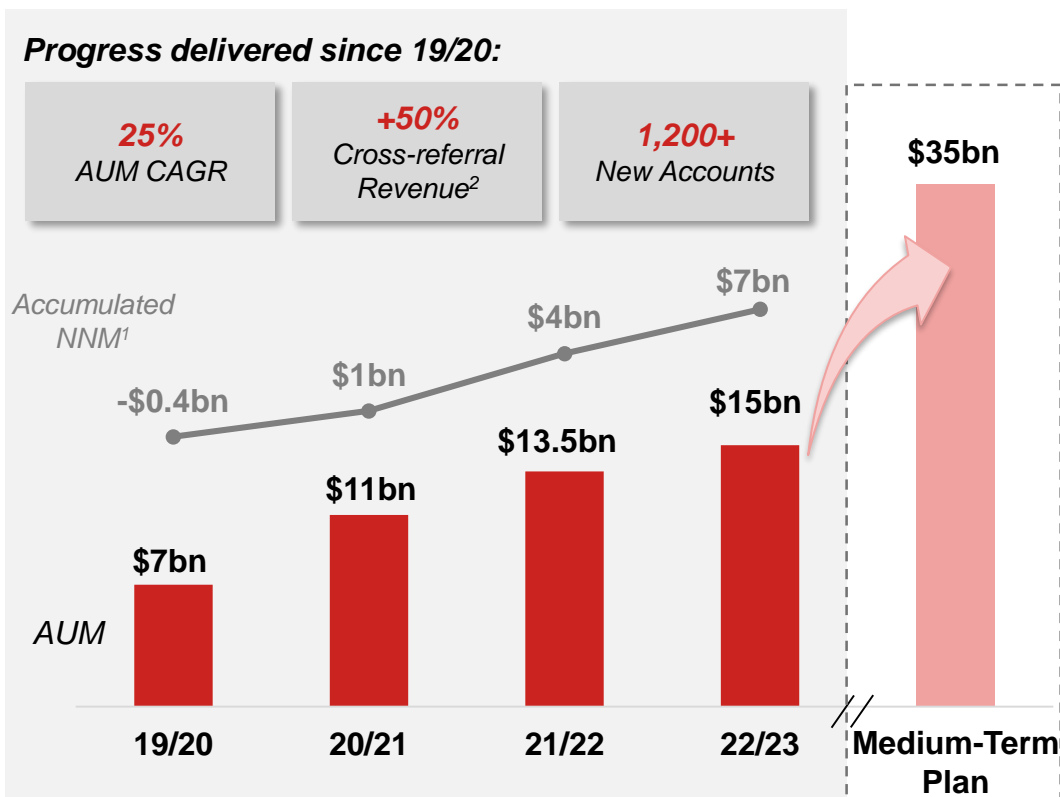 Progress delivered since 19/20:
25%
AUM CAGR
+50%
Cross-referral
Revenue²
1,200+
New Accounts
$35bn
Accumulated
NNM¹
-$0.4bn
$1bn
$4bn
$7bn
$7bn
$11bn
$13.5bn
$15bn
AUM
19/20
20/21
21/22
22/23
Medium-Term
Plan